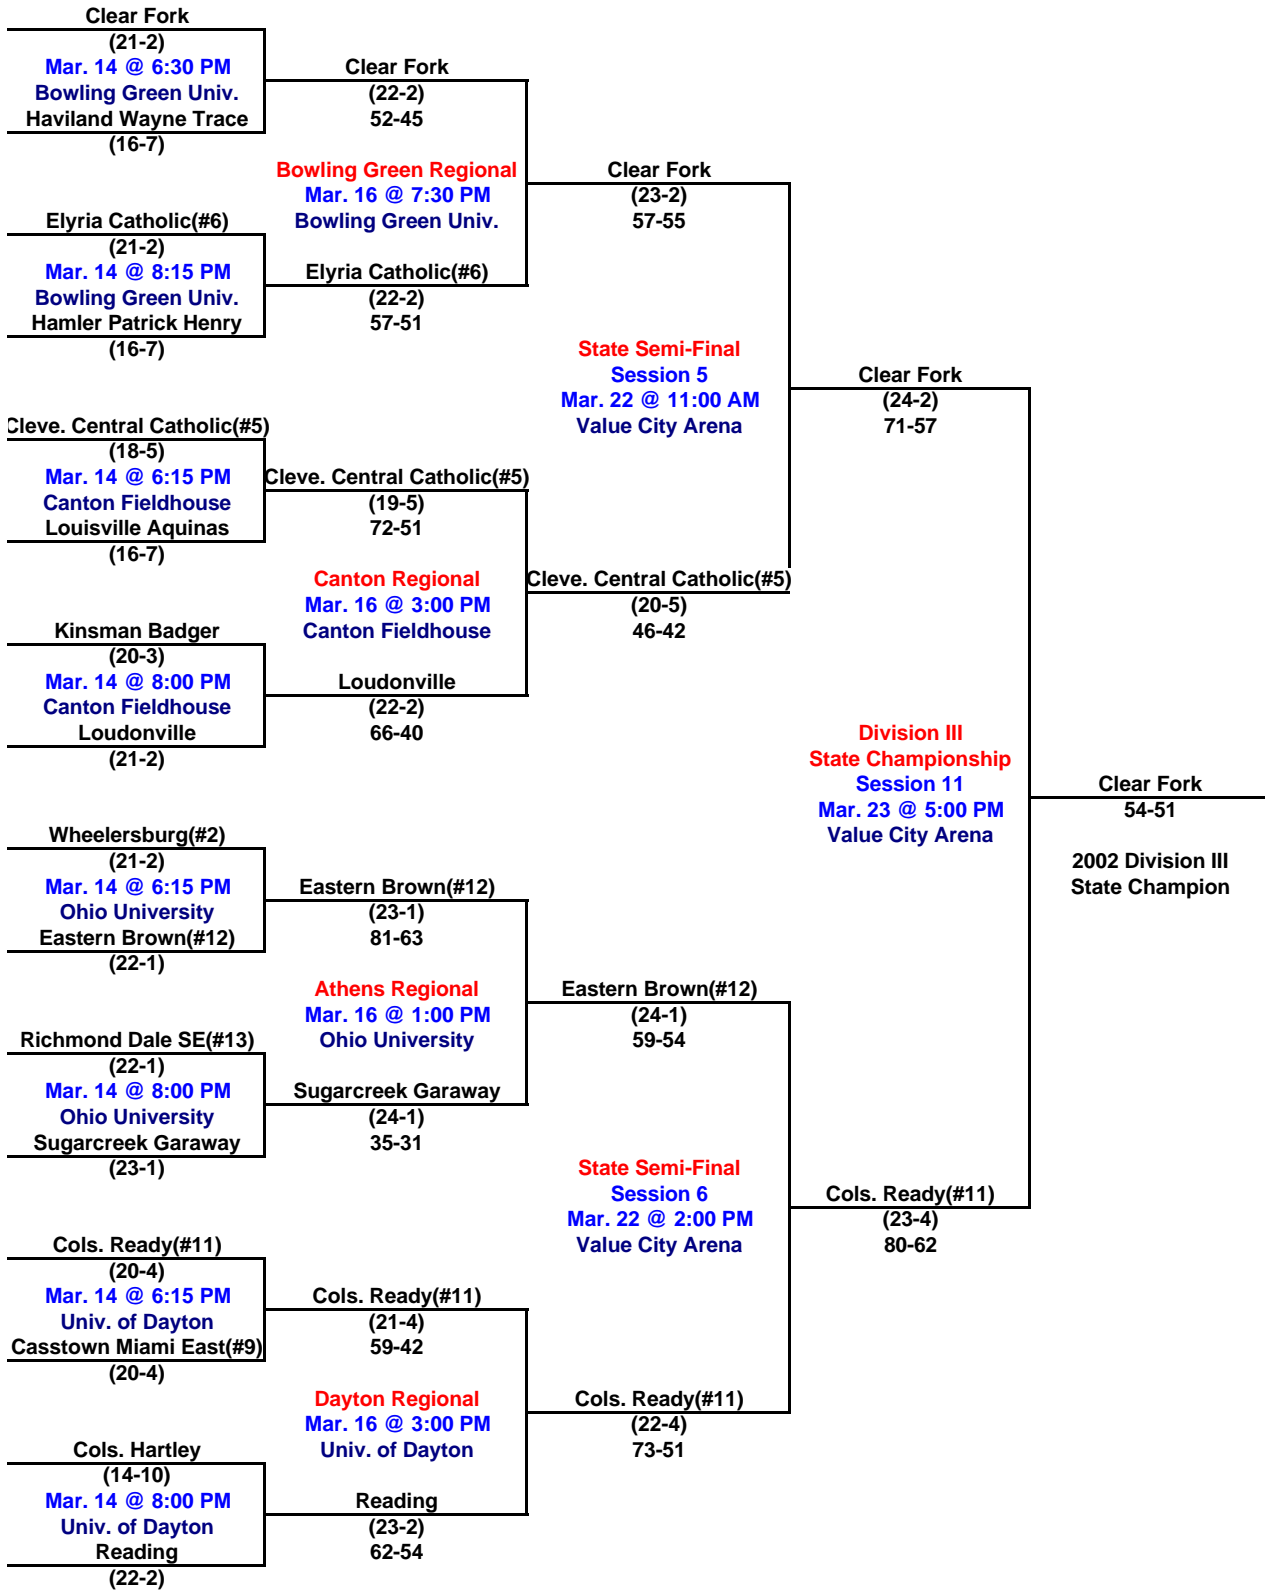 Clear Fork
(21-2)
Mar. 14 @ 6:30 PM
Bowling Green Univ.
Haviland Wayne Trace
(16-7)
Elyria Catholic(#6)
(21-2)
Mar. 14 @ 8:15 PM
Bowling Green Univ.
Hamler Patrick Henry
(16-7)
Cleve. Central Catholic(#5)
(18-5)
Mar. 14 @ 6:15 PM
Canton Fieldhouse
Louisville Aquinas
(16-7)
Kinsman Badger
(20-3)
Mar. 14 @ 8:00 PM
Canton Fieldhouse
Loudonville
(21-2)
Wheelersburg(#2)
(21-2)
Mar. 14 @ 6:15 PM
Ohio University
Eastern Brown(#12)
(22-1)
Richmond Dale SE(#13)
(22-1)
Mar. 14 @ 8:00 PM
Ohio University
Sugarcreek Garaway
(23-1)
Cols. Ready(#11)
(20-4)
Mar. 14 @ 6:15 PM
Univ. of Dayton
Casstown Miami East(#9)
(20-4)
Cols. Hartley
(14-10)
Mar. 14 @ 8:00 PM
Univ. of Dayton
Reading
(22-2)
Clear Fork
(22-2)
52-45
Bowling Green Regional
Mar. 16 @ 7:30 PM
Bowling Green Univ.
Elyria Catholic(#6)
(22-2)
57-51
Cleve. Central Catholic(#5)
(19-5)
72-51
Canton Regional
Mar. 16 @ 3:00 PM
Canton Fieldhouse
Loudonville
(22-2)
66-40
Eastern Brown(#12)
(23-1)
81-63
Athens Regional
Mar. 16 @ 1:00 PM
Ohio University
Sugarcreek Garaway
(24-1)
35-31
Cols. Ready(#11)
(21-4)
59-42
Dayton Regional
Mar. 16 @ 3:00 PM
Univ. of Dayton
Reading
(23-2)
62-54
Clear Fork
(23-2)
57-55
State Semi-Final
Session 5
Mar. 22 @ 11:00 AM
Value City Arena
Cleve. Central Catholic(#5)
(20-5)
46-42
Eastern Brown(#12)
(24-1)
59-54
State Semi-Final
Session 6
Mar. 22 @ 2:00 PM
Value City Arena
Cols. Ready(#11)
(22-4)
73-51
Clear Fork
(24-2)
71-57
Division III
State Championship
Session 11
Mar. 23 @ 5:00 PM
Value City Arena
Cols. Ready(#11)
(23-4)
80-62
Clear Fork
54-51
2002 Division III
State Champion